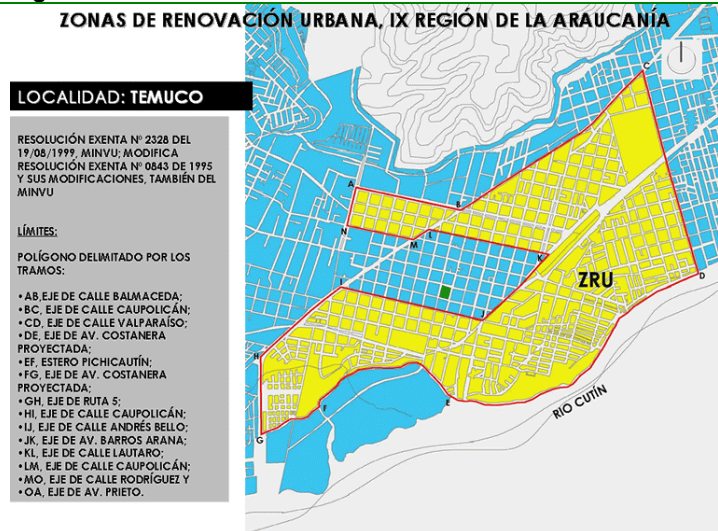 ZONAS DE RENOVACIÓN URBANA, IX REGIÓN DE LA ARAUCANÍA
LOCALIDAD: TEMUCO
RESOLUCIÓN EXENTA Nº 2328 DEL
19/08/1999, MINVU; MODIFICA
RESOLUCIÓN EXENTA Nº 0843 DE 1995
Y SUS MODIFICACIONES, TAMBIÉN DEL
MINVU
LÍMITES:
POLÍGONO DELIMITADO POR LOS
TRAMOS:
•AB,EJE DE CALLE BALMACEDA;
•BC, EJE DE CALLE CAUPOLICÁN;
•CD, EJE DE CALLE VALPARAÍSO;
•DE, EJE DE AV. COSTANERA
PROYECTADA;
•EF, ESTERO PICHICAUTÍN;
•FG, EJE DE AV. COSTANERA
PROYECTADA;
•GH, EJE DE RUTA 5;
•HI, EJE DE CALLE CAUPOLICÁN;
•IJ, EJE DE CALLE ANDRÉS BELLO;
•JK, EJE DE AV. BARROS ARANA;
•KL, EJE DE CALLE LAUTARO;
•LM, EJE DE CALLE CAUPOLICÁN;
•MO, EJE DE CALLE RODRÍGUEZ Y
•OA, EJE DE AV. PRIETO.
C
A
B
N
L
M
K
I
ZRU
D
J
H
E
F
RIO CUTÍN
G